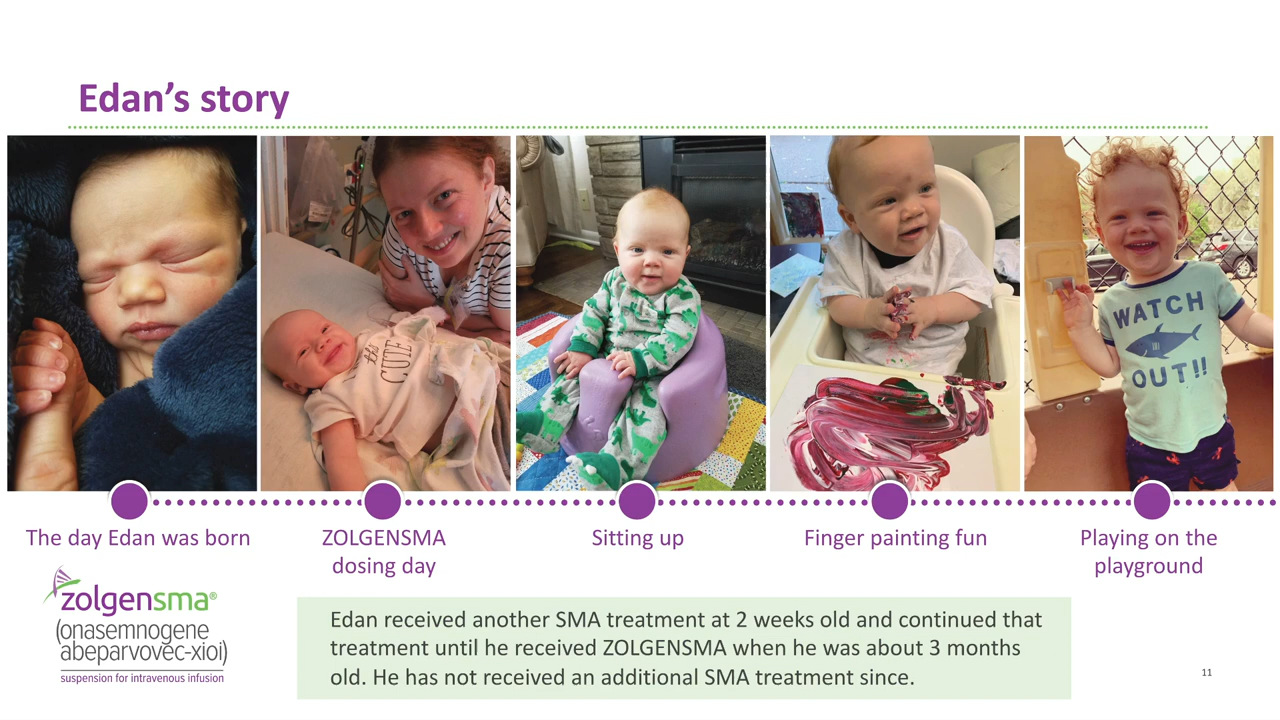 Edan's story
this
CUTE
WATCH
OUT!!
The day Edan was born
ZOLGENSMA
dosing day
Sitting up
Finger painting fun
Playing on the
playground
zolgensma®
(onasemnogene
abeparvovec-xioi)
suspension for intravenous infusion
Edan received another SMA treatment at 2 weeks old and continued that
treatment until he received ZOLGENSMA when he was about 3 months
old. He has not received an additional SMA treatment since.
11